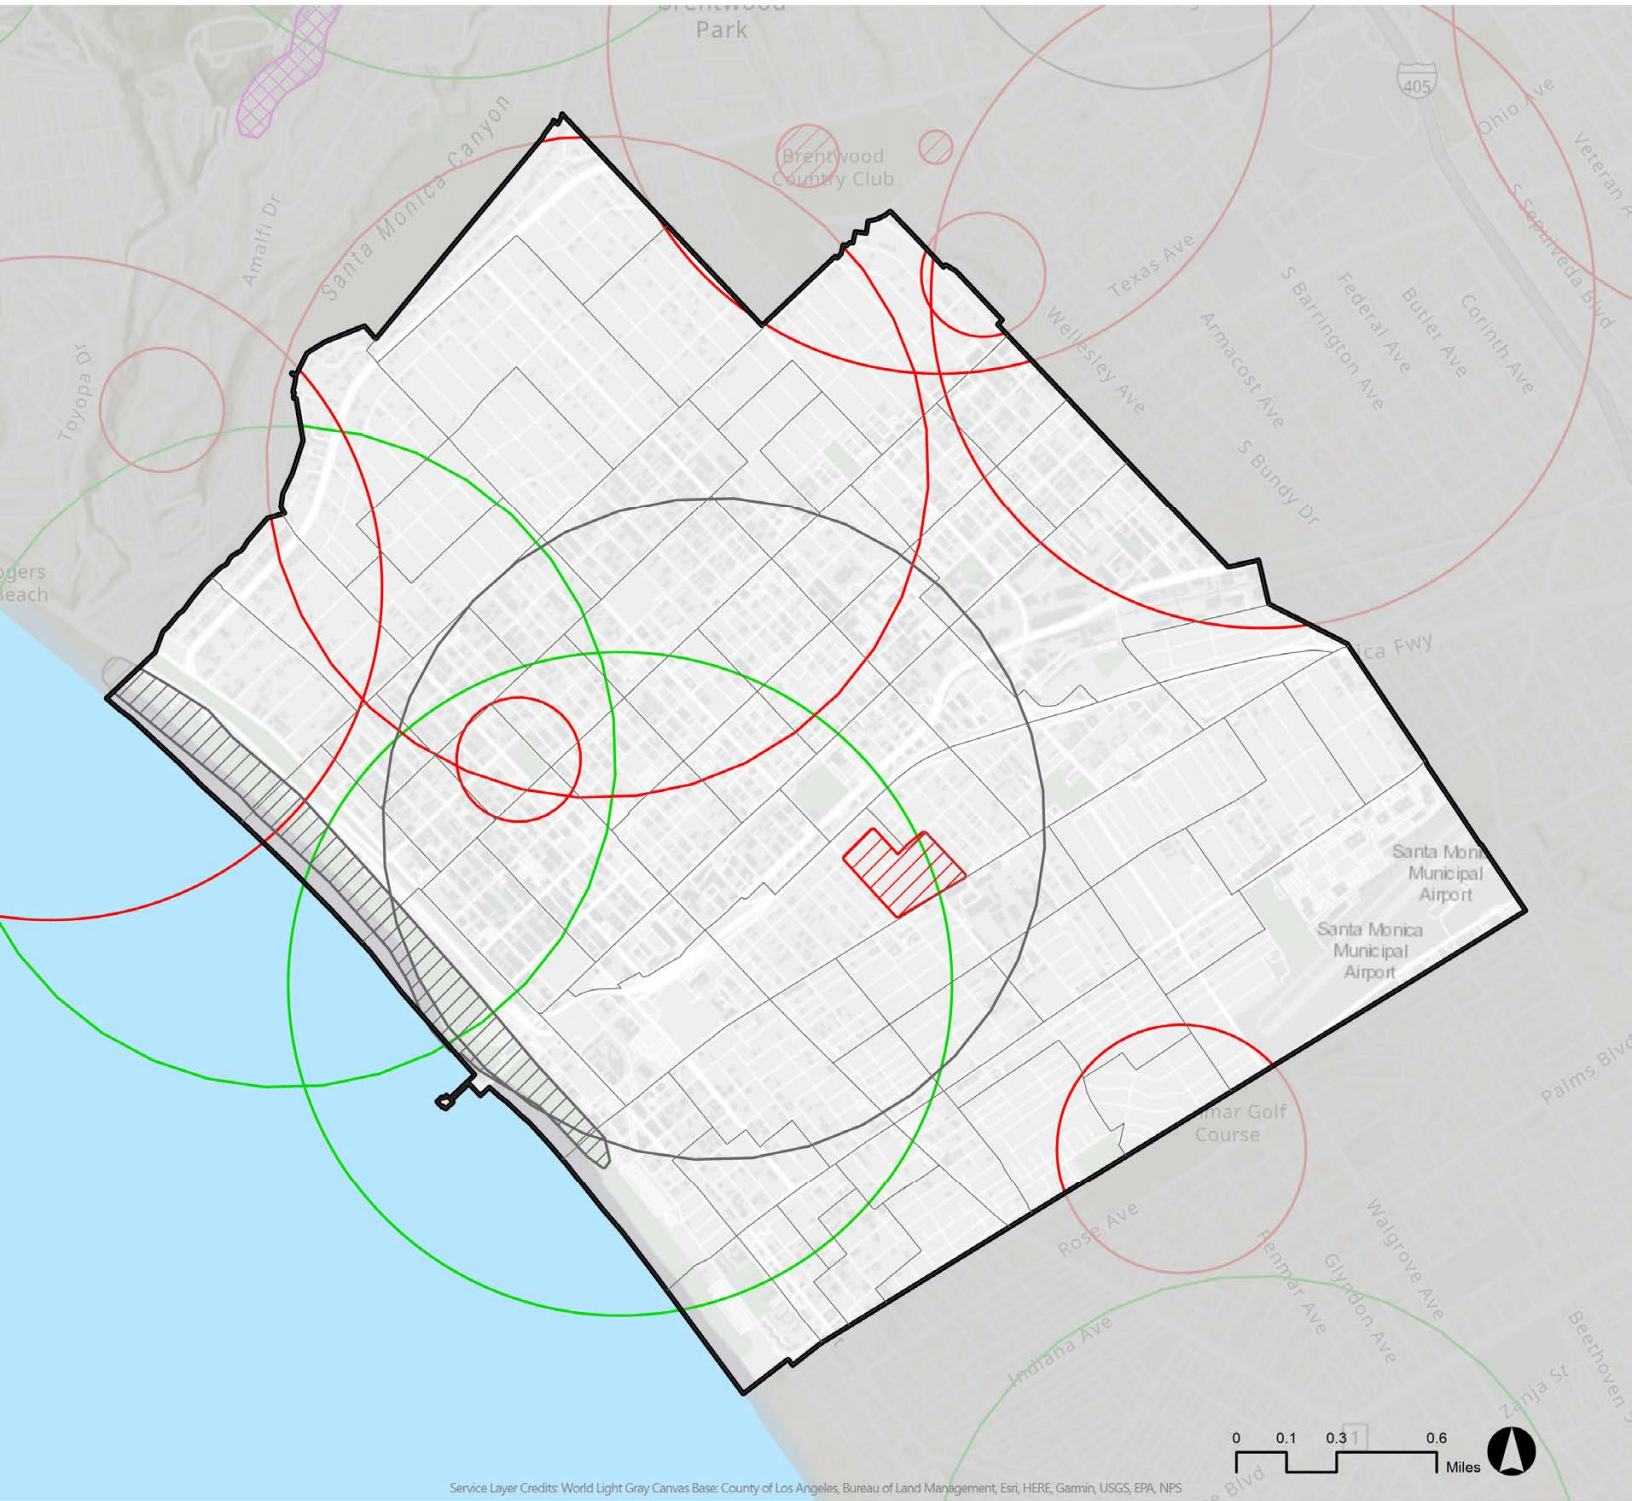 Park
405
Ohio Ave
Veteran A
Brentwood
Country Club
Santa Monica Canyon
Amalfi Dr
S Sepulveda Blvd
Texas Ave
S Barrington Ave
Federal Ave
Butler Ave
Corinth Ave
Wellesley Ave
Armacost Ave
Toyopa Dr
S Bundy Dr
ogers
Beach
ica Fwy
Santa Moni
Municipal
Airport
Santa Monica
Municipal
Airport
Palms Blvd
mar Golf
Course
Rose Ave
Walgrove Ave
Penmar Ave
Glyndon Ave
Indiana Ave
Beethoven S
Zanja St
1
e Blvd
0 0.1 0.3 0.6
Miles
Service Layer Credits: World Light Gray Canvas Base: County of Los Angeles, Bureau of Land Management, Esri, HERE, Garmin, USGS, EPA, NPS